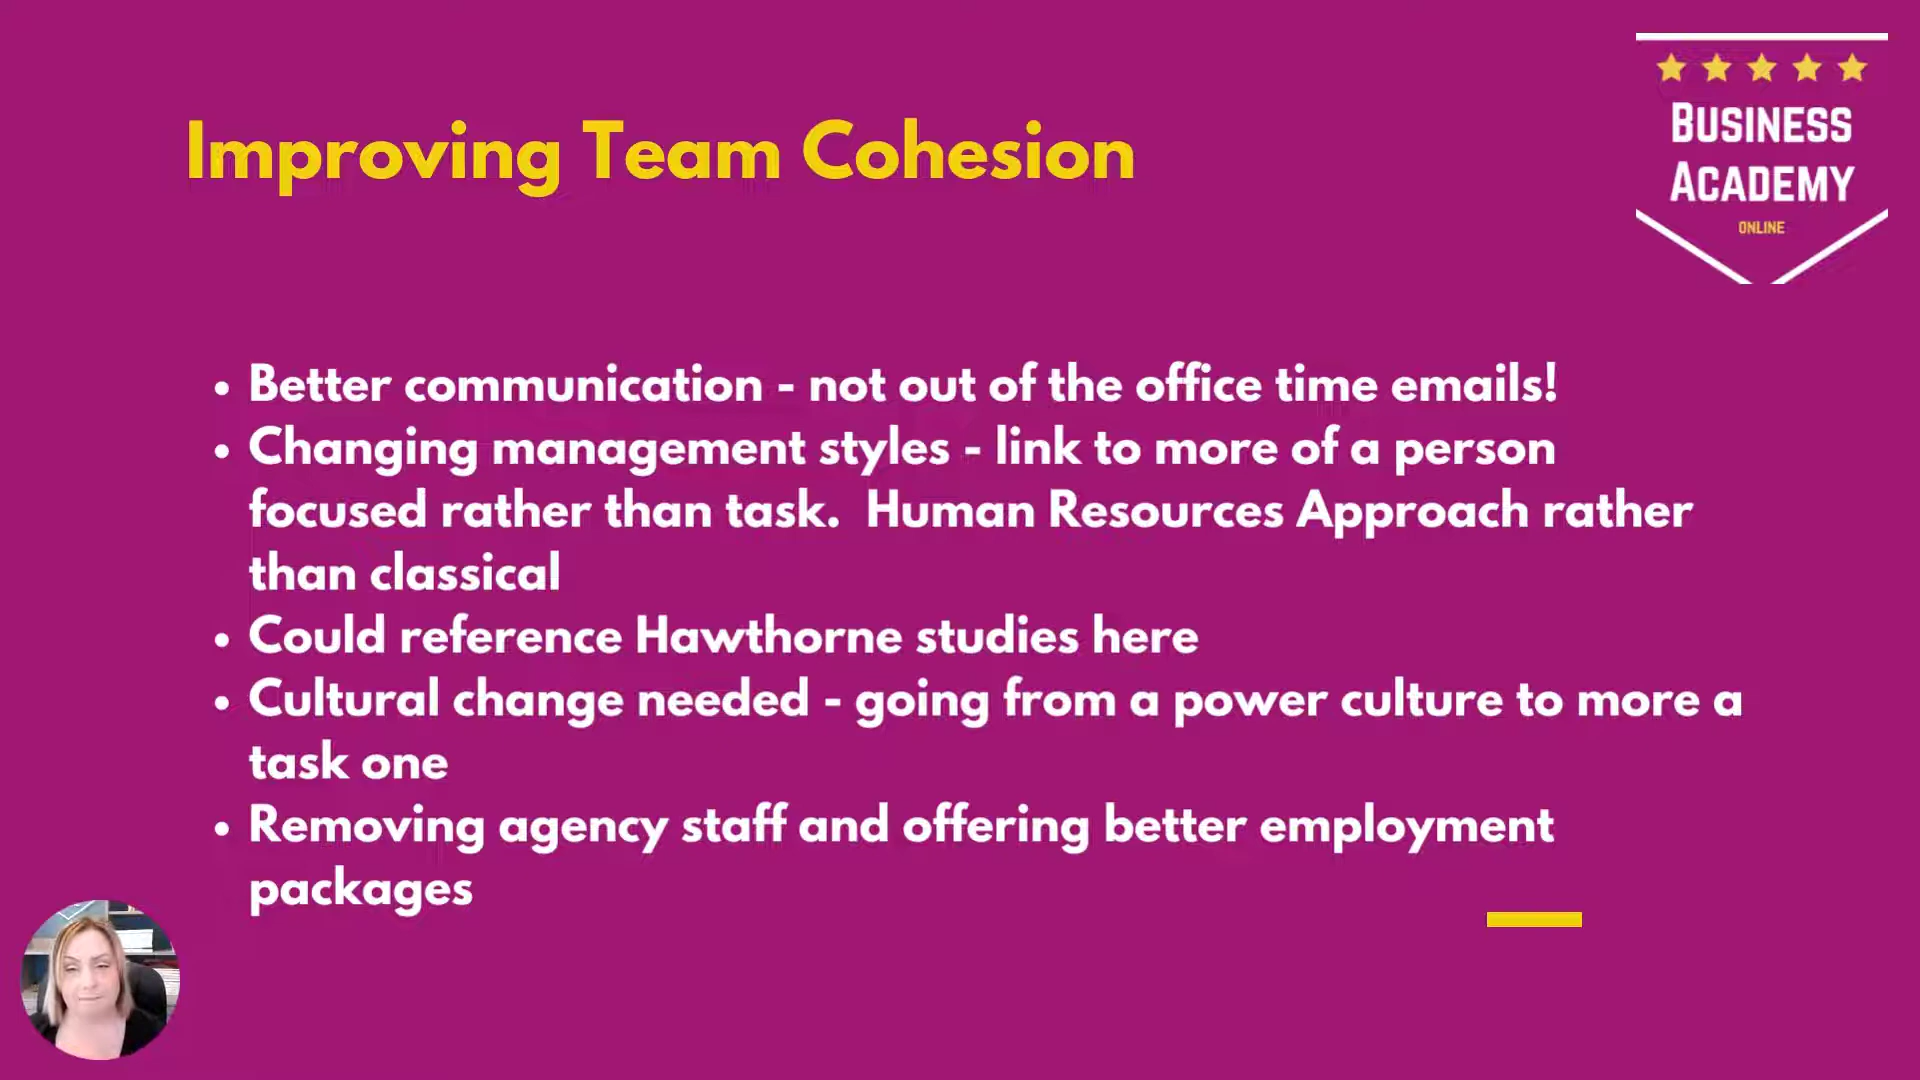 Improving Team Cohesion
BUSINESS
ACADEMY
ONLINE
• Better communication - not out of the office time emails!
• Changing management styles - link to more of a person
focused rather than task.  Human Resources Approach rather
than classical
• Could reference Hawthorne studies here
• Cultural change needed - going from a power culture to more a
task one
• Removing agency staff and offering better employment
packages